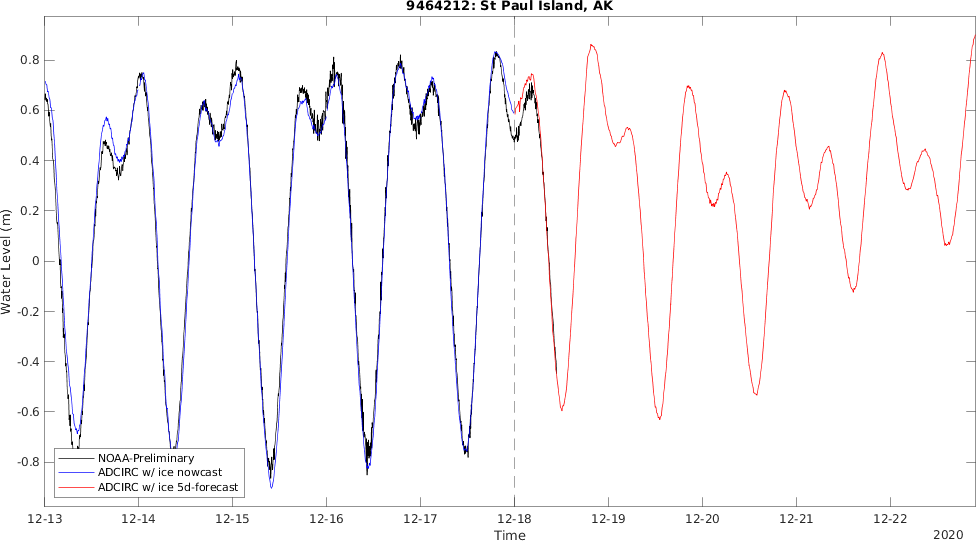 9464212: St Paul Island, AK
Water Level (m)
0.8
0.6
0.4
0.2
0
-0.2
-0.4
-0.6
-0.8
NOAA-Preliminary
ADCIRC w/ ice nowcast
ADCIRC w/ ice 5d-forecast
12-13 12-14 12-15 12-16 12-17 12-18 12-19 12-20 12-21 12-22
Time
2020